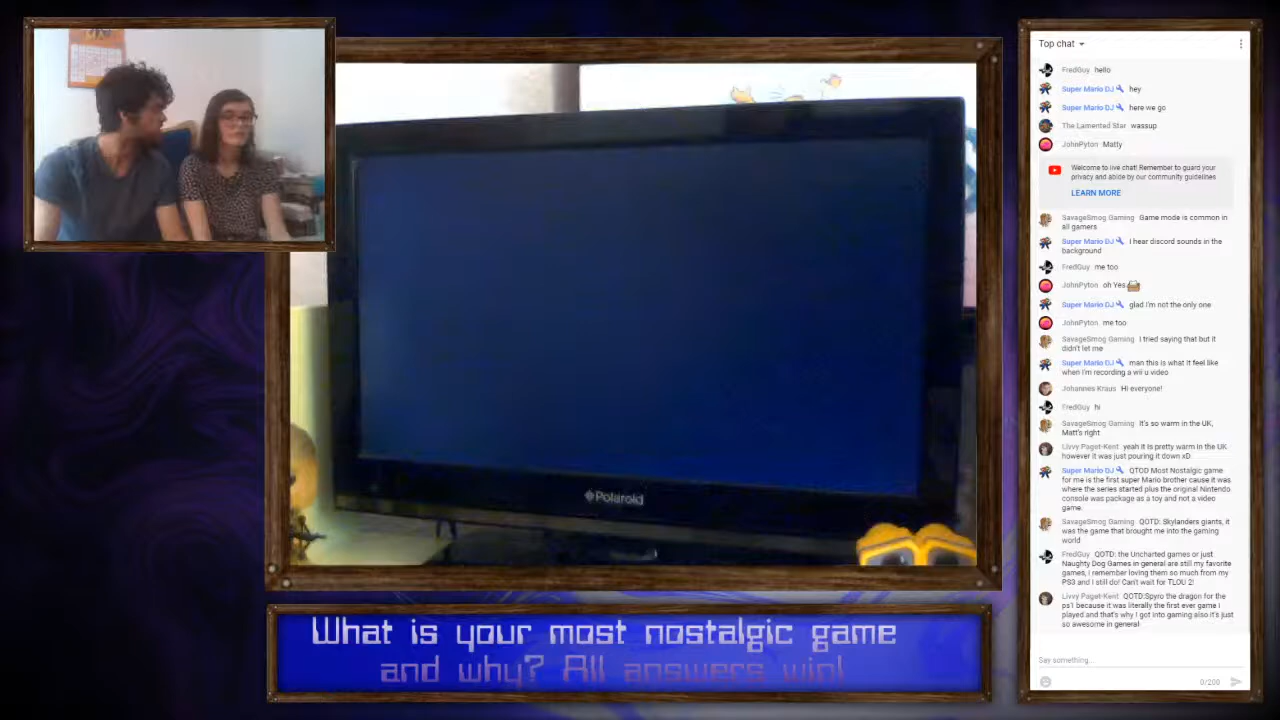 Polaroid
What is your most nostalgic game
and why? All answers win!
Top chat
FredGuy hello
Super Mario DJ hey
Super Mario DJ here we go
The Lamented Star wassup
JohnPyton Matty
Welcome to live chat! Remember to guard your
privacy and abide by our community guidelines
LEARN MORE
SavageSmog Gaming Game mode is common in
all gamers
Super Mario DJ I hear discord sounds in the
background
FredGuy me too
JohnPyton oh Yes
Super Mario DJ glad I'm not the only one
JohnPyton me too
SavageSmog Gaming I tried saying that but it
didn't let me
Super Mario DJ man this is what it feel like
when I'm recording a wii u video
Johannes Kraus Hi everyone!
FredGuy hi
SavageSmog Gaming It's so warm in the UK,
Matt's right
Livvy Paget-Kent yeah it is pretty warm in the UK
however it was just pouring it down xD
Super Mario DJ QTOD Most Nostalgic game
for me is the first super Mario brother cause it was
where the series started plus the original Nintendo
console was package as a toy and not a video
game.
SavageSmog Gaming QOTD: Skylanders giants, it
was the game that brought me into the gaming
world
FredGuy QOTD: the Uncharted games or just
Naughty Dog Games in general are still my favorite
games, i remember loving them so much from my
PS3 and I still do! Can't wait for TLOU 2!
Livvy Paget-Kent QOTD:Spyro the dragon for the
ps1 because it was literally the first ever game I
played and that's why I got into gaming also it's just
so awesome in general
Say something...
0/200